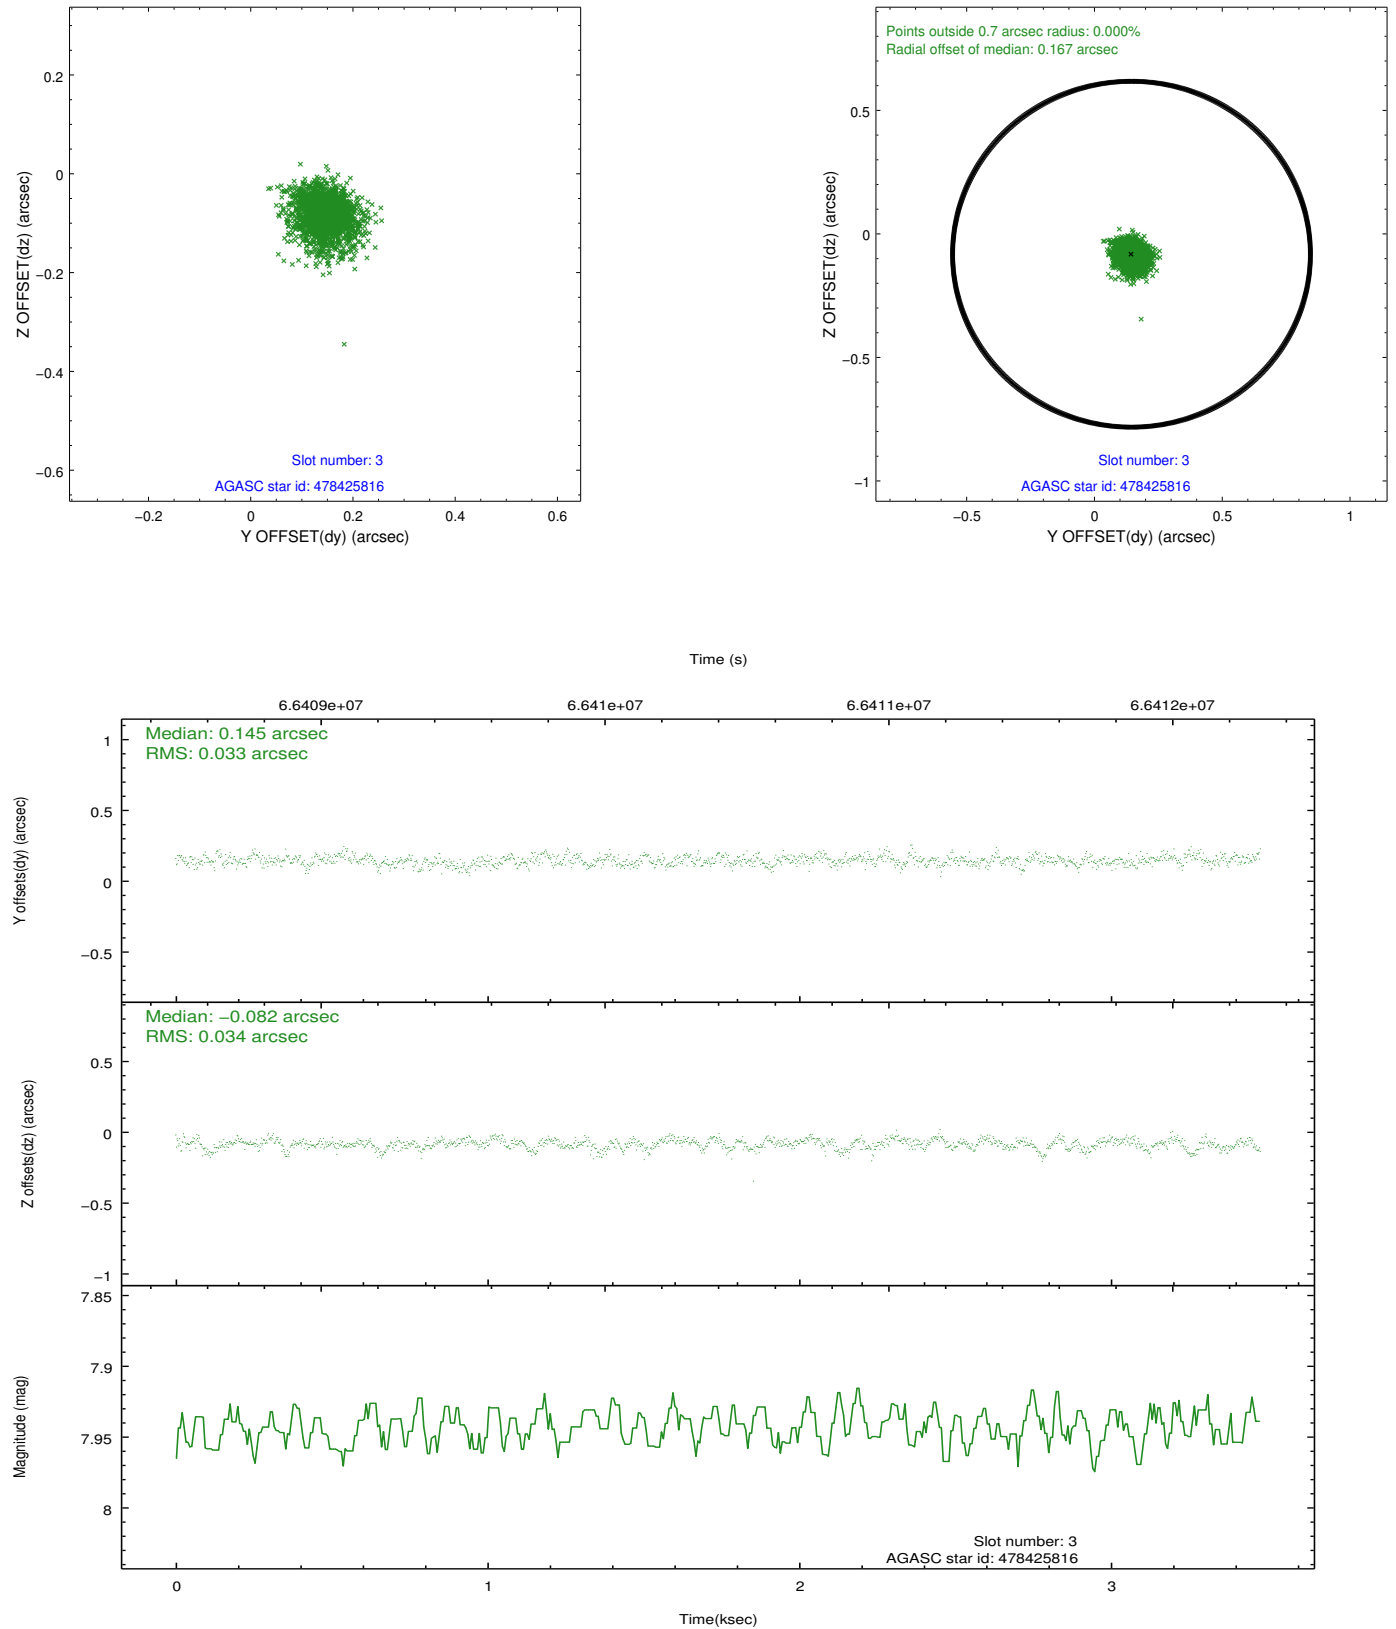 0.2
0
−0.2
−0.4
−0.6
Z OFFSET(dz) (arcsec)
Slot number: 3
AGASC star id: 478425816
−0.2
0
0.2
0.4
0.6
Y OFFSET(dy) (arcsec)
Points outside 0.7 arcsec radius: 0.000%
Radial offset of median: 0.167 arcsec
0.5
0
−0.5
−1
Z OFFSET(dz) (arcsec)
Slot number: 3
AGASC star id: 478425816
−0.5
0
0.5
1
Y OFFSET(dy) (arcsec)
Time (s)
6.6409e+07
6.641e+07
6.6411e+07
6.6412e+07
Median: 0.145 arcsec
RMS: 0.033 arcsec
1
0.5
0
−0.5
Y offsets(dy) (arcsec)
Median: −0.082 arcsec
RMS: 0.034 arcsec
0.5
0
−0.5
−1
Z offsets(dz) (arcsec)
7.85
7.9
7.95
8
Magnitude (mag)
Slot number: 3
AGASC star id: 478425816
0
1
2
3
Time(ksec)